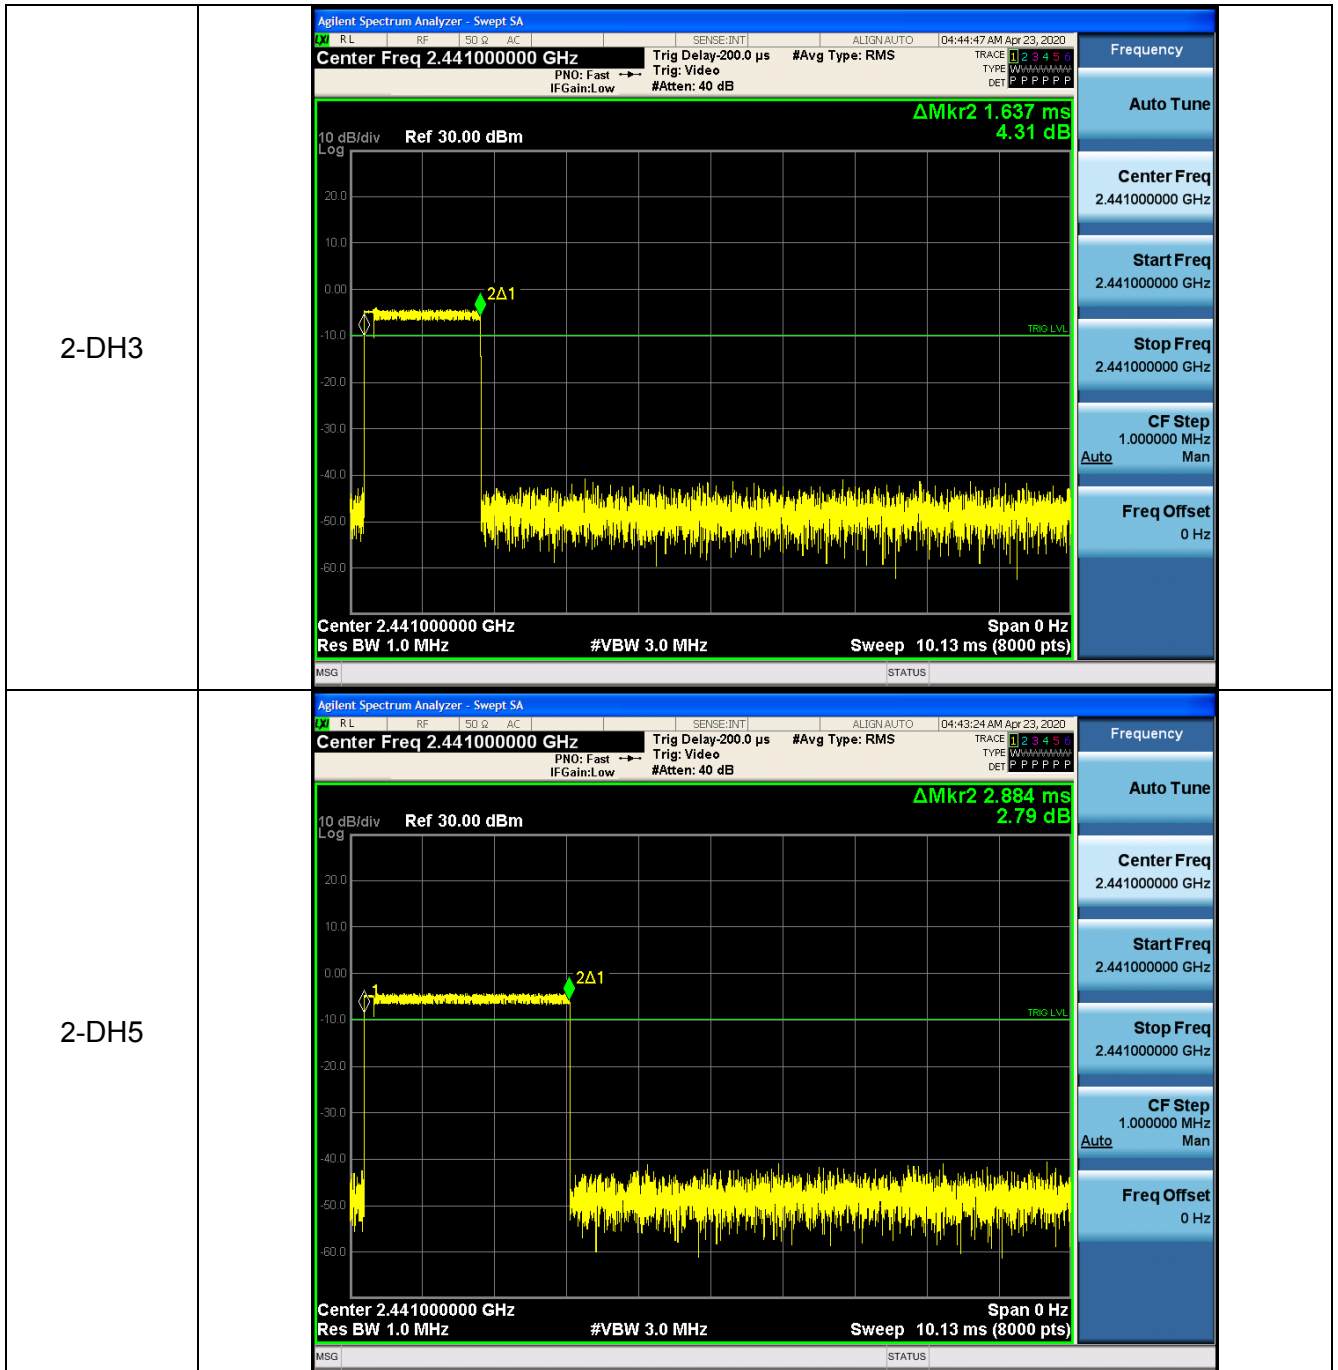 2-DH3
Agilent Spectrum Analyzer - Swept SA
LXI RL RF 50 Ω AC SENSE:INT ALIGN AUTO 04:44:47 AM Apr 23, 2020
Center Freq 2.441000000 GHz
PNO: Fast
IFGain:Low
Trig Delay-200.0 µs
Trig: Video
#Atten: 40 dB
#Avg Type: RMS
TRACE 1 2 3 4 5 6
TYPE WWWWWW
DET P P P P P P
ΔMkr2 1.637 ms
4.31 dB
10 dB/div Ref 30.00 dBm
Log
20.0
10.0
0.00
-10.0
-20.0
-30.0
-40.0
-50.0
-60.0
2Δ1
TRIG LVL
Center 2.441000000 GHz Span 0 Hz
Res BW 1.0 MHz #VBW 3.0 MHz Sweep 10.13 ms (8000 pts)
MSG STATUS
Frequency
Auto Tune
Center Freq
2.441000000 GHz
Start Freq
2.441000000 GHz
Stop Freq
2.441000000 GHz
CF Step
1.000000 MHz
Auto Man
Freq Offset
0 Hz
2-DH5
Agilent Spectrum Analyzer - Swept SA
LXI RL RF 50 Ω AC SENSE:INT ALIGN AUTO 04:43:24 AM Apr 23, 2020
Center Freq 2.441000000 GHz
PNO: Fast
IFGain:Low
Trig Delay-200.0 µs
Trig: Video
#Atten: 40 dB
#Avg Type: RMS
TRACE 1 2 3 4 5 6
TYPE WWWWWW
DET P P P P P P
ΔMkr2 2.884 ms
2.79 dB
10 dB/div Ref 30.00 dBm
Log
20.0
10.0
0.00
-10.0
-20.0
-30.0
-40.0
-50.0
-60.0
1
2Δ1
TRIG LVL
Center 2.441000000 GHz Span 0 Hz
Res BW 1.0 MHz #VBW 3.0 MHz Sweep 10.13 ms (8000 pts)
MSG STATUS
Frequency
Auto Tune
Center Freq
2.441000000 GHz
Start Freq
2.441000000 GHz
Stop Freq
2.441000000 GHz
CF Step
1.000000 MHz
Auto Man
Freq Offset
0 Hz